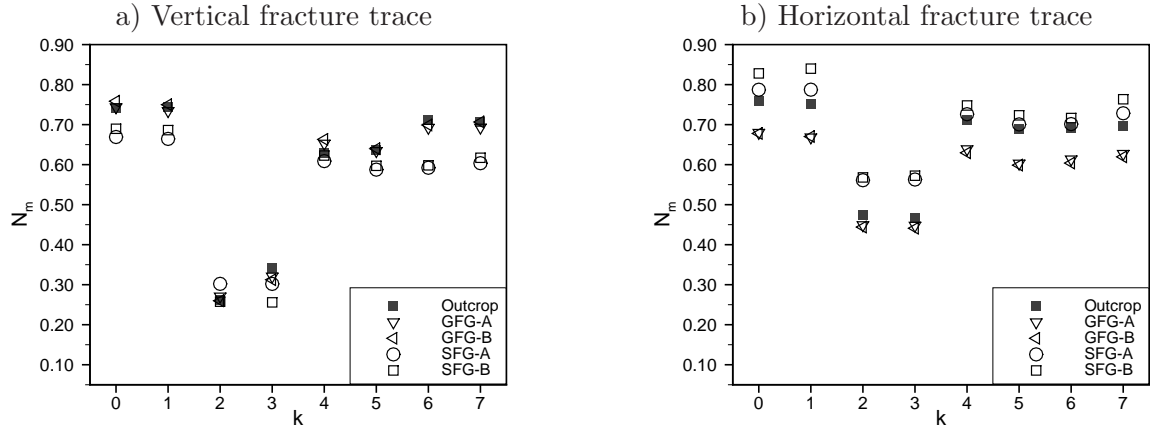 a) Vertical fracture trace
0.90
0.80
0.70
0.60
0.50
0.40
0.30
0.20
0.10
N_m
0 1 2 3 4 5 6 7
k
Outcrop
GFG-A
GFG-B
SFG-A
SFG-B
b) Horizontal fracture trace
0.90
0.80
0.70
0.60
0.50
0.40
0.30
0.20
0.10
N_m
0 1 2 3 4 5 6 7
k
Outcrop
GFG-A
GFG-B
SFG-A
SFG-B